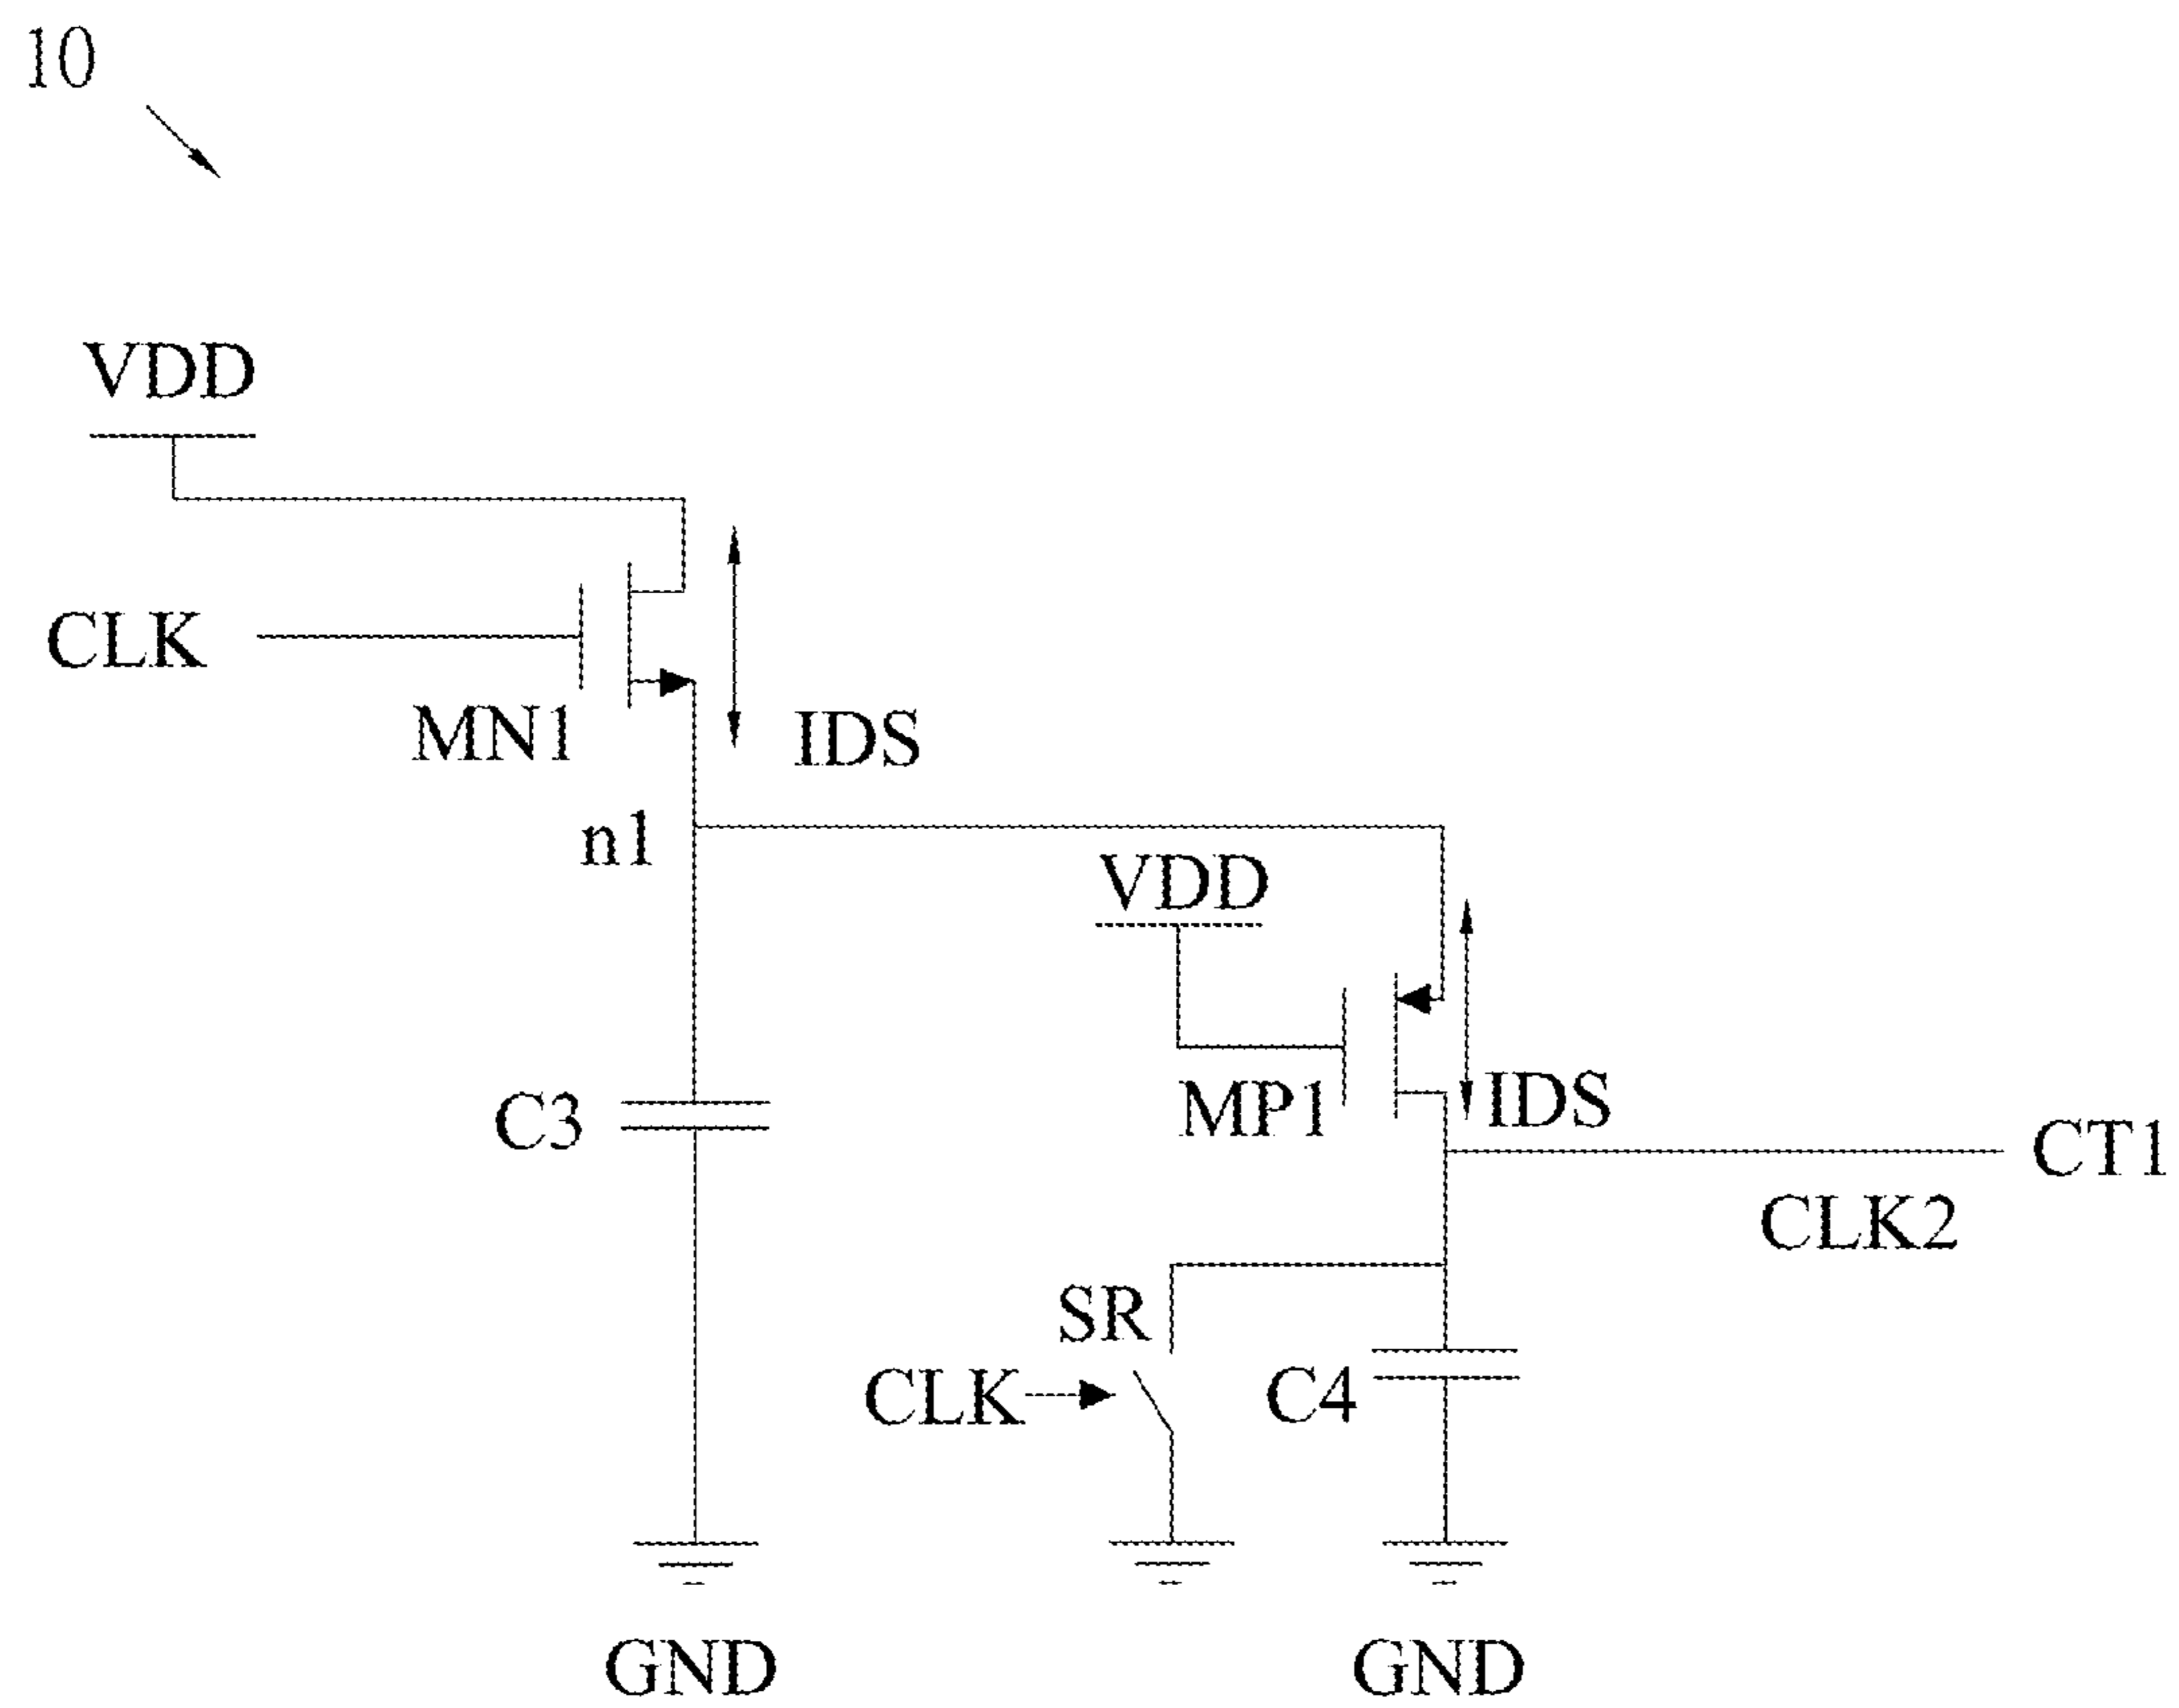 10
VDD
CLK
MN1
IDS
n1
VDD
C3
MP1
IDS
CT1
CLK2
SR
CLK
C4
GND
GND